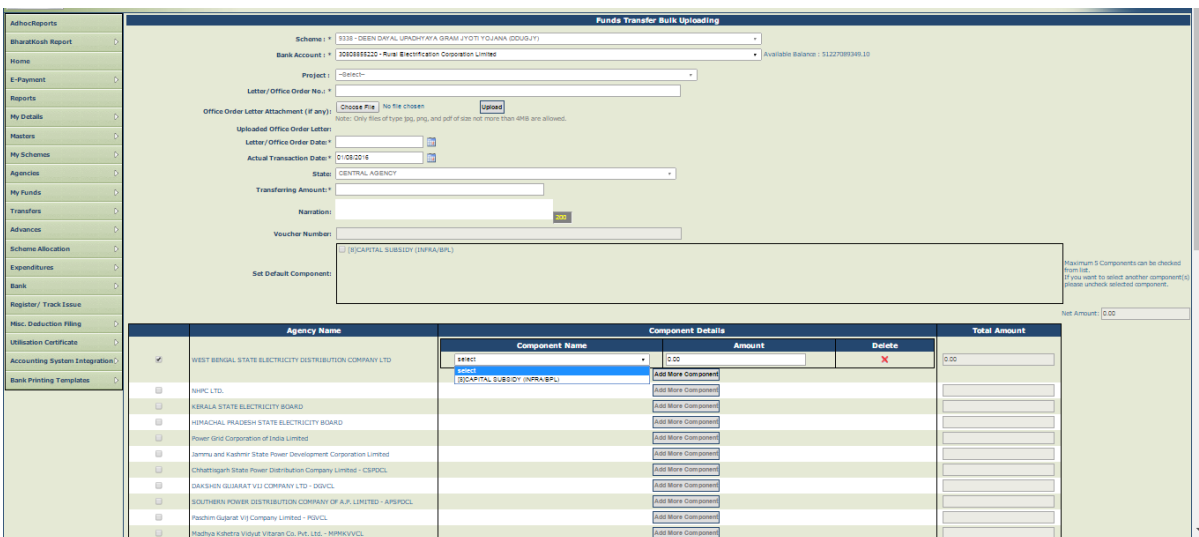 Funds Transfer Bulk Uploading
AdhocReports
BharatKosh Report
Home
E-Payment
Reports
My Details
Masters
My Schemes
Agencies
My Funds
Transfers
Advances
Scheme Allocation
Expenditures
Bank
Register/ Track Issue
Misc. Deduction Filing
Utilisation Certificate
Accounting System Integration
Bank Printing Templates
Scheme : * 9338 - DEEN DAYAL UPADHYAYA GRAM JYOTI YOJANA (DDUGJY)
Bank Account : * 30808855220 - Rural Electrification Corporation Limited Available Balance : 51227099349.10
Project : --Select--
Letter/Office Order No.: *
Office Order Letter Attachment (if any): Choose File No file chosen Upload
Note: Only files of type jpg, png, and pdf of size not more than 4MB are allowed.
Uploaded Office Order Letter:
Letter/Office Order Date:*
Actual Transaction Date:* 01/08/2016
State: CENTRAL AGENCY
Transferring Amount:*
Narration:
200
Voucher Number:
Set Default Component: [8]CAPITAL SUBSIDY (INFRA/BPL)
Maximum 5 Components can be checked
from list.
If you want to select another component(s)
please uncheck selected component.
Net Amount: 0.00
Agency Name Component Details Total Amount
Component Name Amount Delete
WEST BENGAL STATE ELECTRICITY DISTRIBUTION COMPANY LTD select 0.00 0.00
select
[8]CAPITAL SUBSIDY (INFRA/BPL)
Add More Component
NHPC LTD. Add More Component
KERALA STATE ELECTRICITY BOARD Add More Component
HIMACHAL PRADESH STATE ELECTRICITY BOARD Add More Component
Power Grid Corporation of India Limited Add More Component
Jammu and Kashmir State Power Development Corporation Limited Add More Component
Chhattisgarh State Power Distribution Company Limited - CSPDCL Add More Component
DAKSHIN GUJARAT VIJ COMPANY LTD - DGVCL Add More Component
SOUTHERN POWER DISTRIBUTION COMPANY OF A.P. LIMITED - APSPDCL Add More Component
Paschim Gujarat Vij Company Limited - PGVCL Add More Component
Madhya Kshetra Vidyut Vitaran Co. Pvt. Ltd. - MPMKVVCL Add More Component